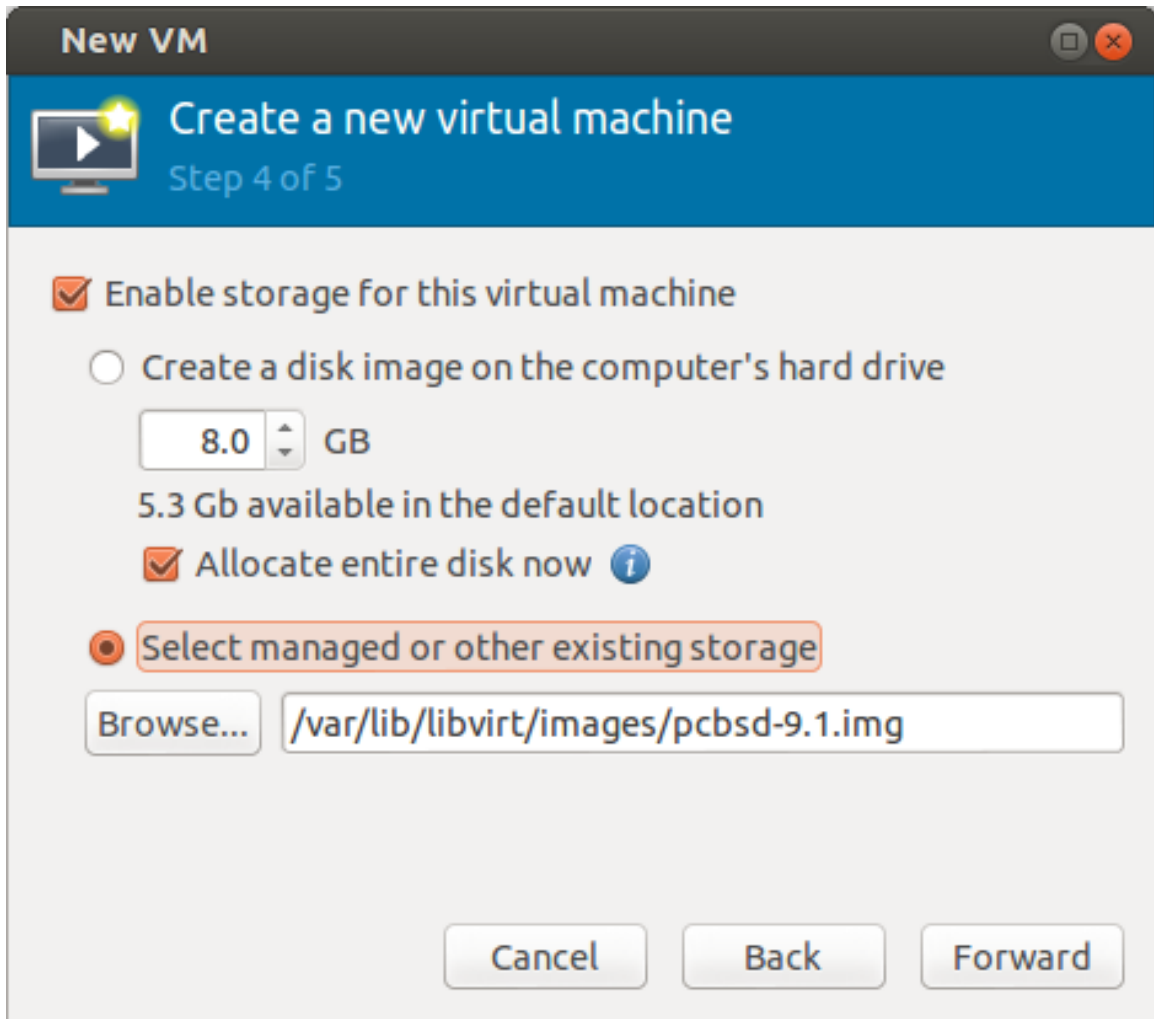 New VM
Create a new virtual machine
Step 4 of 5
Enable storage for this virtual machine
Create a disk image on the computer's hard drive
8.0 GB
5.3 Gb available in the default location
Allocate entire disk now i
Select managed or other existing storage
Browse... /var/lib/libvirt/images/pcbsd-9.1.img
Cancel Back Forward